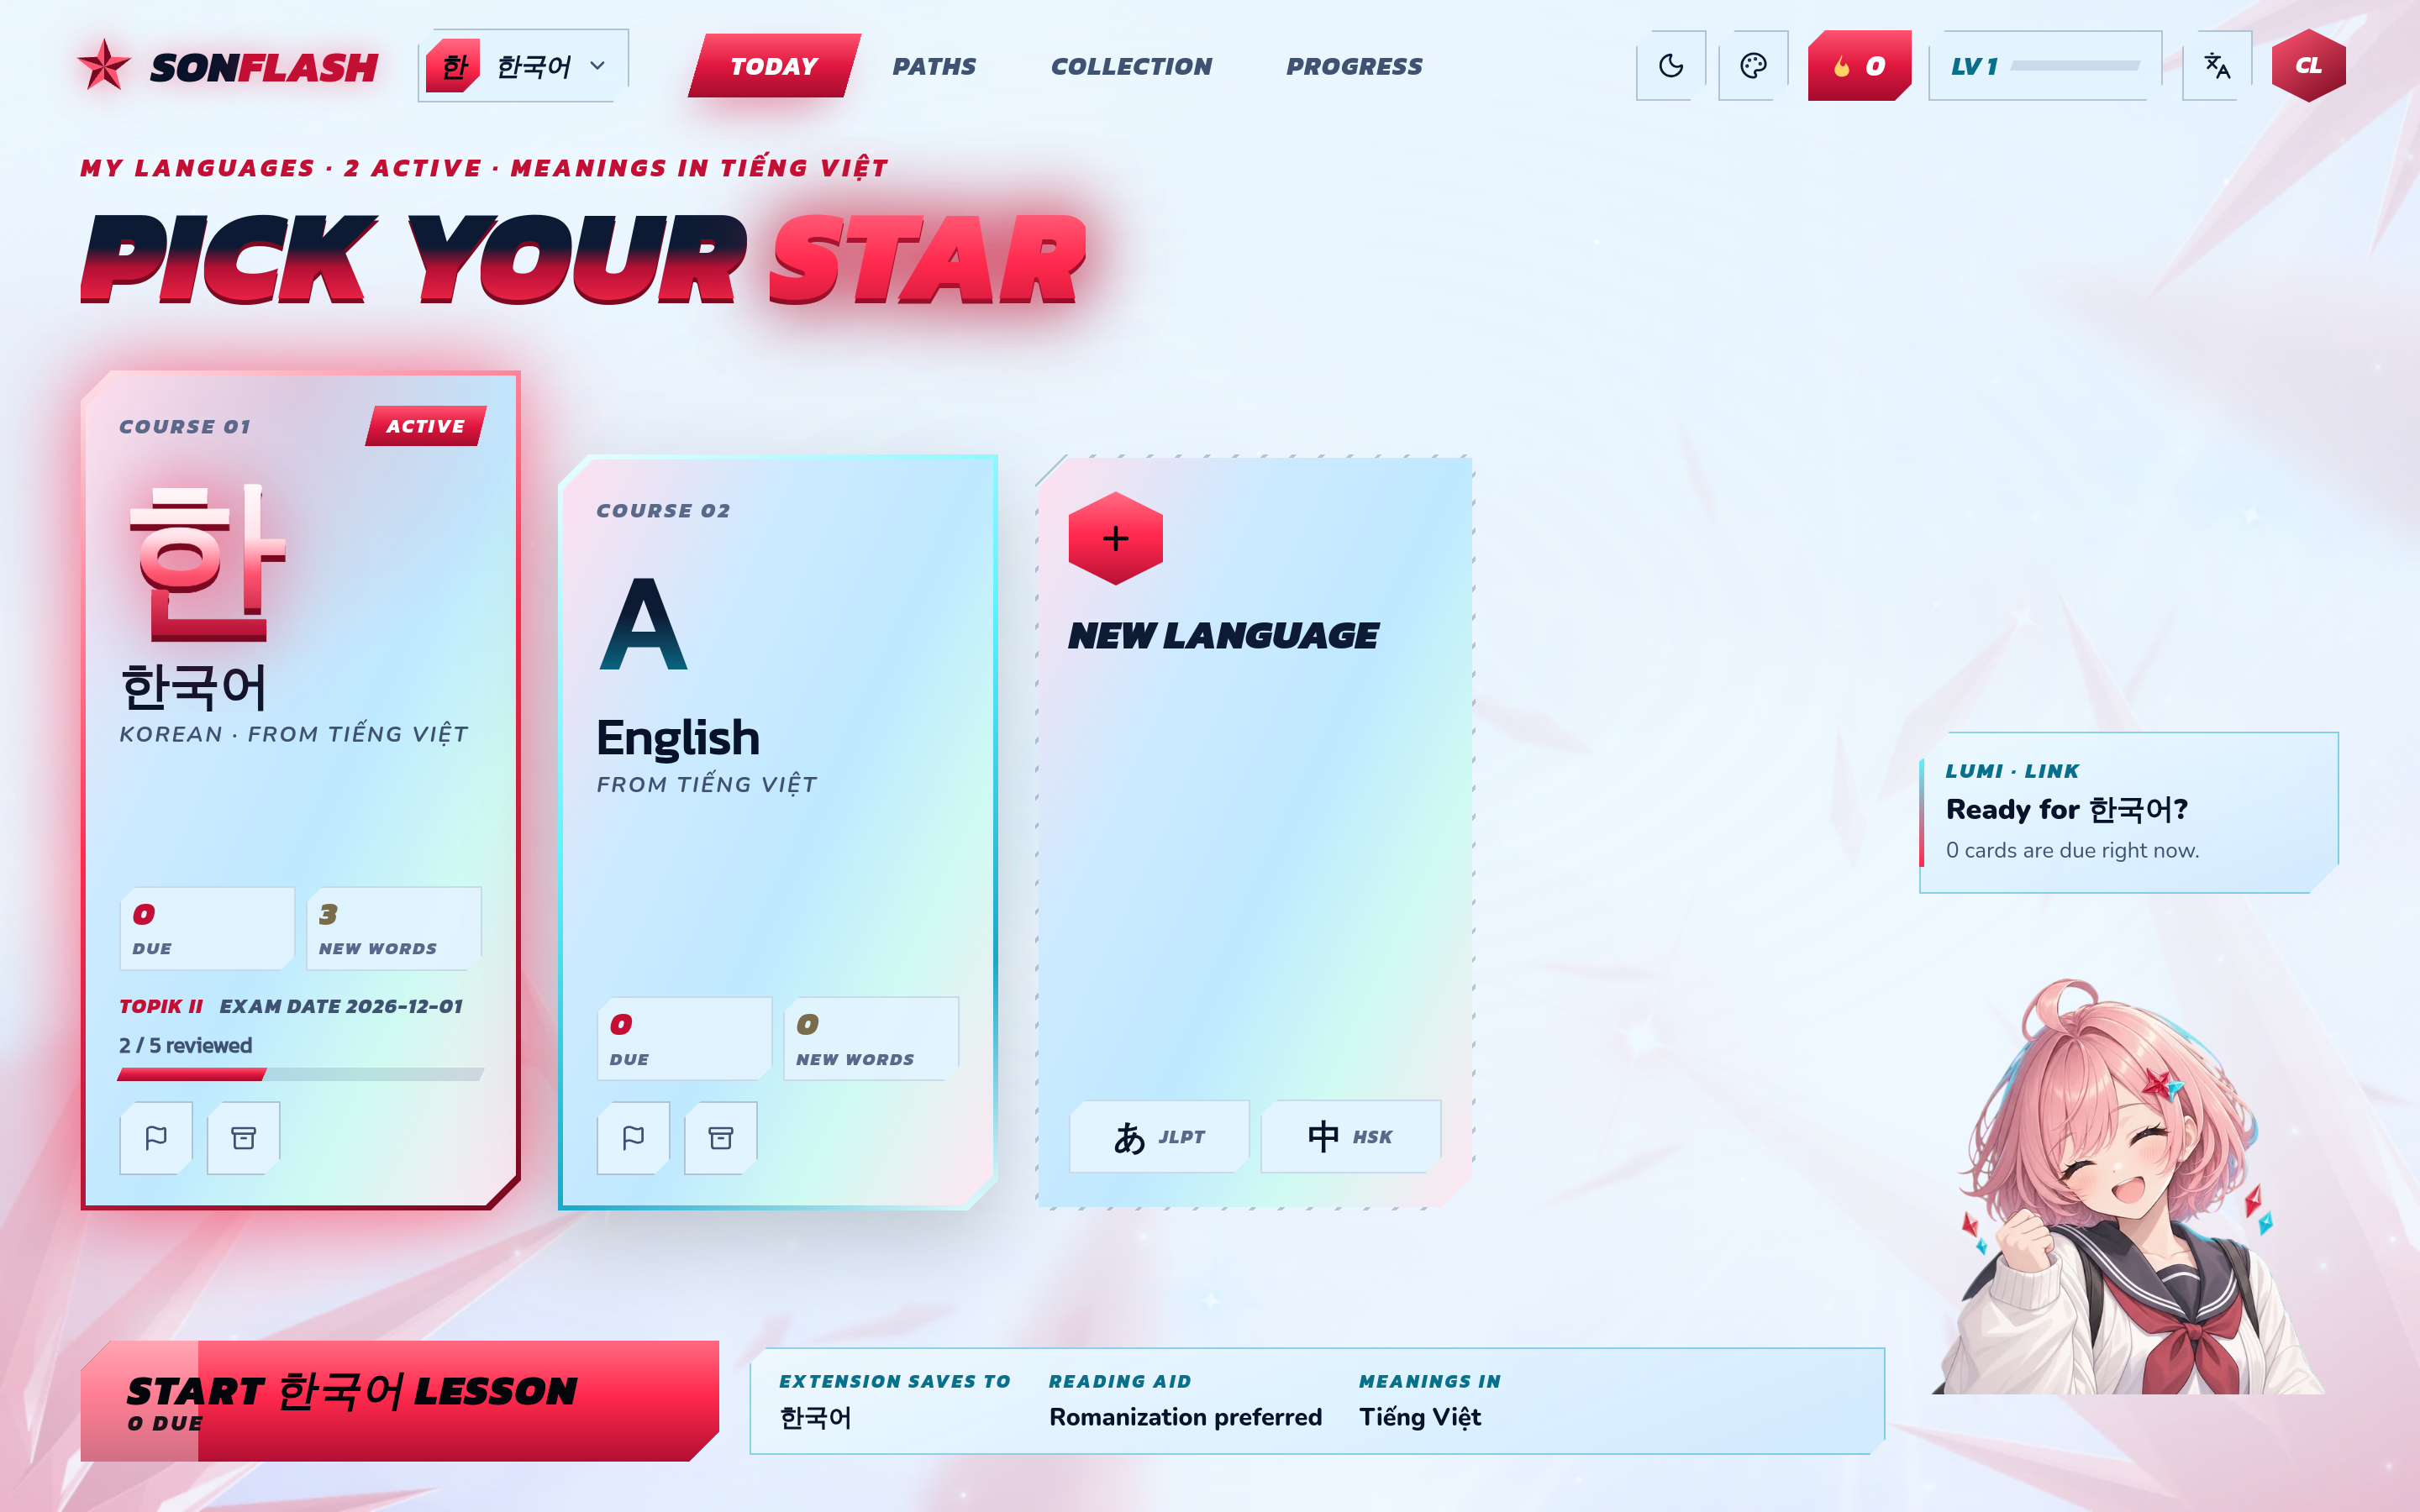 SONFLASH
한 한국어
TODAY
PATHS
COLLECTION
PROGRESS
0
LV 1
CL
MY LANGUAGES · 2 ACTIVE · MEANINGS IN TIẾNG VIỆT
PICK YOUR STAR
COURSE 01
ACTIVE
한
한국어
KOREAN · FROM TIẾNG VIỆT
0
DUE
3
NEW WORDS
TOPIK II EXAM DATE 2026-12-01
2 / 5 reviewed
COURSE 02
A
English
FROM TIẾNG VIỆT
0
DUE
0
NEW WORDS
NEW LANGUAGE
あ JLPT
中 HSK
LUMI · LINK
Ready for 한국어?
0 cards are due right now.
START 한국어 LESSON
0 DUE
EXTENSION SAVES TO
한국어
READING AID
Romanization preferred
MEANINGS IN
Tiếng Việt